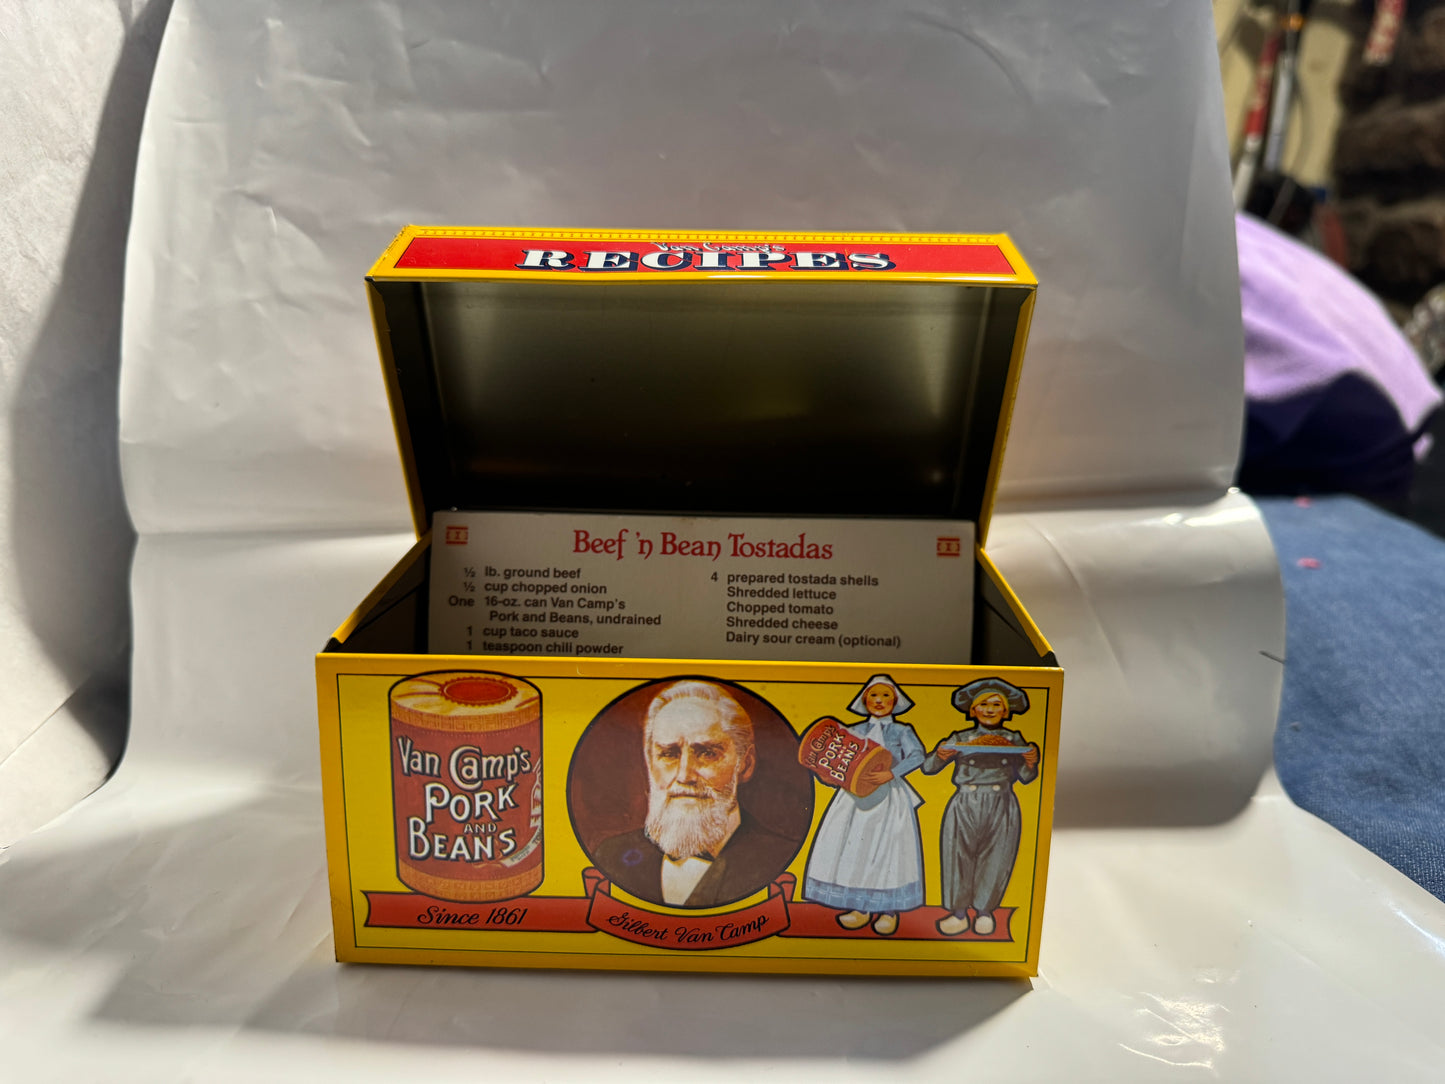 Van Camp's
RECIPES
Beef 'n Bean Tostadas
½ lb. ground beef
½ cup chopped onion
One 16-oz. can Van Camp's
Pork and Beans, undrained
1 cup taco sauce
1 teaspoon chili powder
4 prepared tostada shells
Shredded lettuce
Chopped tomato
Shredded cheese
Dairy sour cream (optional)
Van Camp's
PORK
AND
BEANS
Since 1861
Gilbert Van Camp
Van Camp's
PORK
AND
BEANS